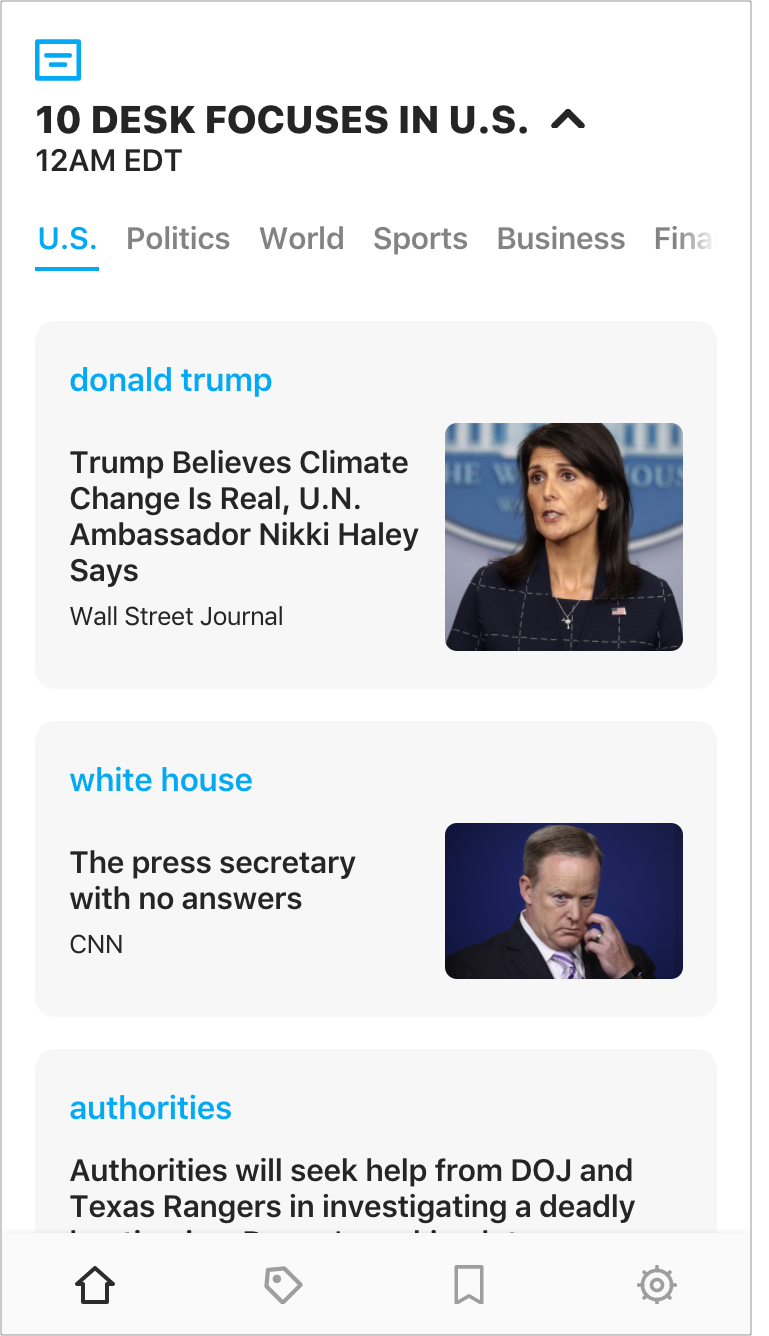 10 DESK FOCUSES IN U.S.
12AM EDT
U.S. Politics World Sports Business Fina
donald trump
Trump Believes Climate
Change Is Real, U.N.
Ambassador Nikki Haley
Says
Wall Street Journal
HE W OUS
white house
The press secretary
with no answers
CNN
authorities
Authorities will seek help from DOJ and
Texas Rangers in investigating a deadly